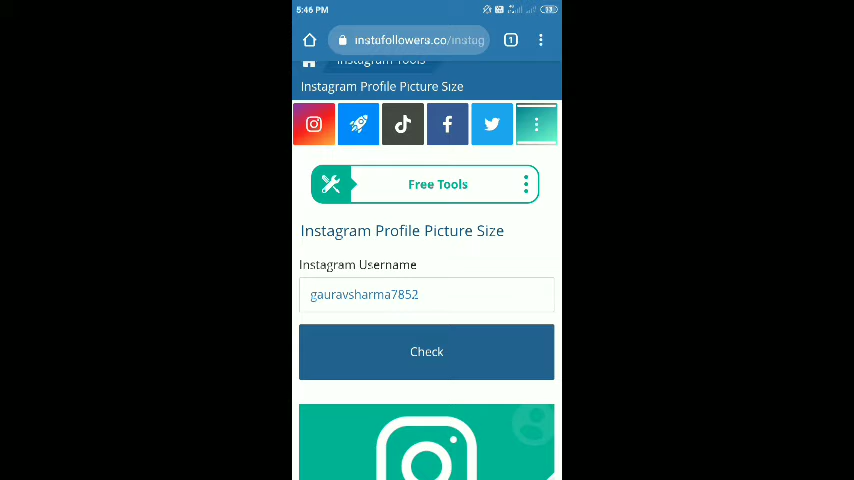 5:46 PM
instufollowers.co/instag
1
Instagram Tools
Instagram Profile Picture Size
Free Tools
Instagram Profile Picture Size
Instagram Username
gauravsharma7852
Check